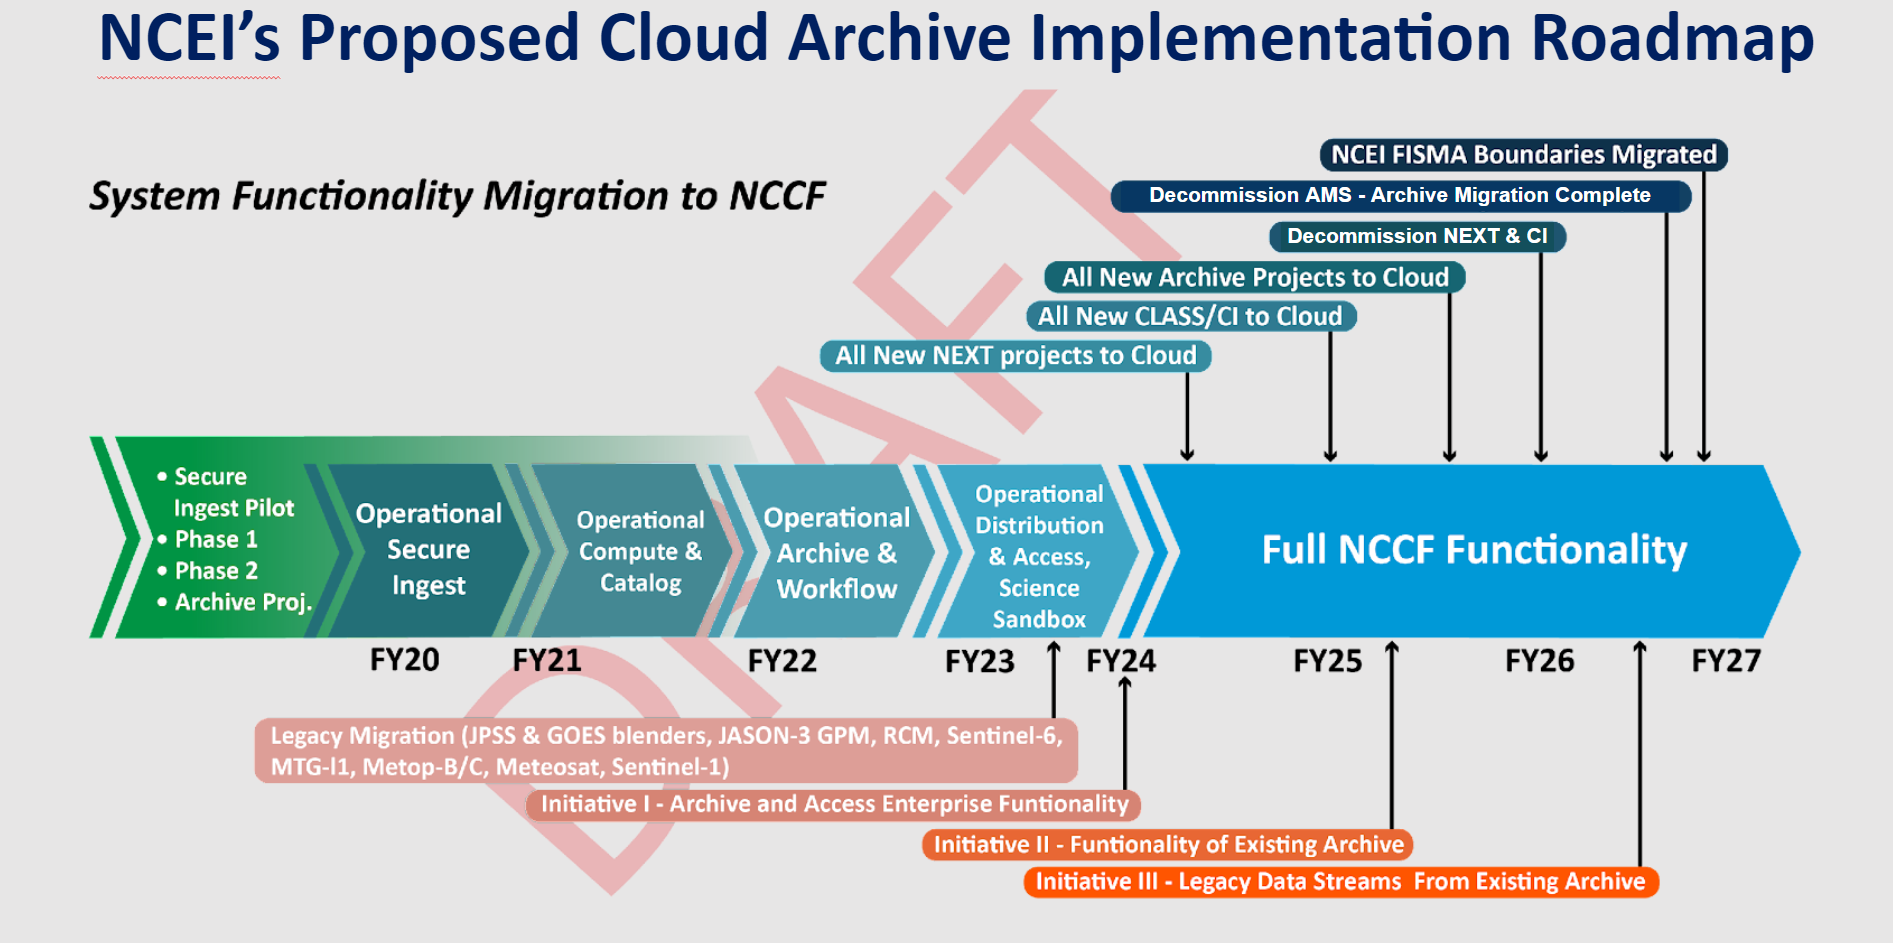 NCEI's Proposed Cloud Archive Implementation Roadmap
System Functionality Migration to NCCF
DRAFT
NCEI FISMA Boundaries Migrated
Decommission AMS - Archive Migration Complete
Decommission NEXT & CI
All New Archive Projects to Cloud
All New CLASS/CI to Cloud
All New NEXT projects to Cloud
• Secure
Ingest Pilot
• Phase 1
• Phase 2
• Archive Proj.
Operational
Secure
Ingest
Operational
Compute &
Catalog
Operational
Archive &
Workflow
Operational
Distribution
& Access,
Science
Sandbox
Full NCCF Functionality
FY20
FY21
FY22
FY23
FY24
FY25
FY26
FY27
Legacy Migration (JPSS & GOES blenders, JASON-3 GPM, RCM, Sentinel-6,
MTG-I1, Metop-B/C, Meteosat, Sentinel-1)
Initiative I - Archive and Access Enterprise Funtionality
Initiative II - Funtionality of Existing Archive
Initiative III - Legacy Data Streams  From Existing Archive